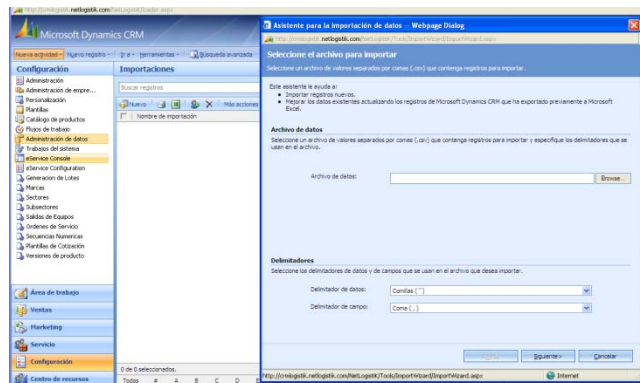 http://crmlogistik.netlogistik.com/NetLogistiK/loader.aspx
Microsoft Dynamics CRM
Nueva actividad Nuevo registro Ir a Herramientas Búsqueda avanzada
Configuración
Administración
Administración de empre...
Personalización
Plantillas
Catálogo de productos
Flujos de trabajo
Administración de datos
Trabajos del sistema
eService Console
eService Configuration
Generacion de Lotes
Marcas
Sectores
Subsectores
Salidas de Equipos
Ordenes de Servicio
Secuencias Numericas
Plantillas de Cotización
Versiones de producto
Área de trabajo
Ventas
Marketing
Servicio
Configuración
Centro de recursos
Importaciones
Buscar registros
Nuevo Más acciones
Nombre de importación
0 de 0 seleccionados.
Todos # A B C D E
Asistente para la importación de datos -- Webpage Dialog
http://crmlogistik.netlogistik.com/NetLogistiK/Tools/ImportWizard/ImportWizard.aspx
Seleccione el archivo para importar
Seleccione un archivo de valores separados por comas (.csv) que contenga registros para importar.
Este asistente le ayuda a:
• Importar registros nuevos.
• Mejorar los datos existentes actualizando los registros de Microsoft Dynamics CRM que ha exportado previamente a Microsoft
Excel.
Archivo de datos
Seleccione un archivo de valores separados por comas (.csv) que contenga registros para importar y especifique los delimitadores que se
usan en el archivo.
Archivo de datos:
Browse...
Delimitadores
Seleccione los delimitadores de datos y de campos que se usan en el archivo que desea importar.
Delimitador de datos: Comillas (")
Delimitador de campo: Coma (,)
Siguiente > Cancelar
http://crmlogistik.netlogistik.com/NetLogistiK/Tools/ImportWizard/ImportWizard.aspx Internet